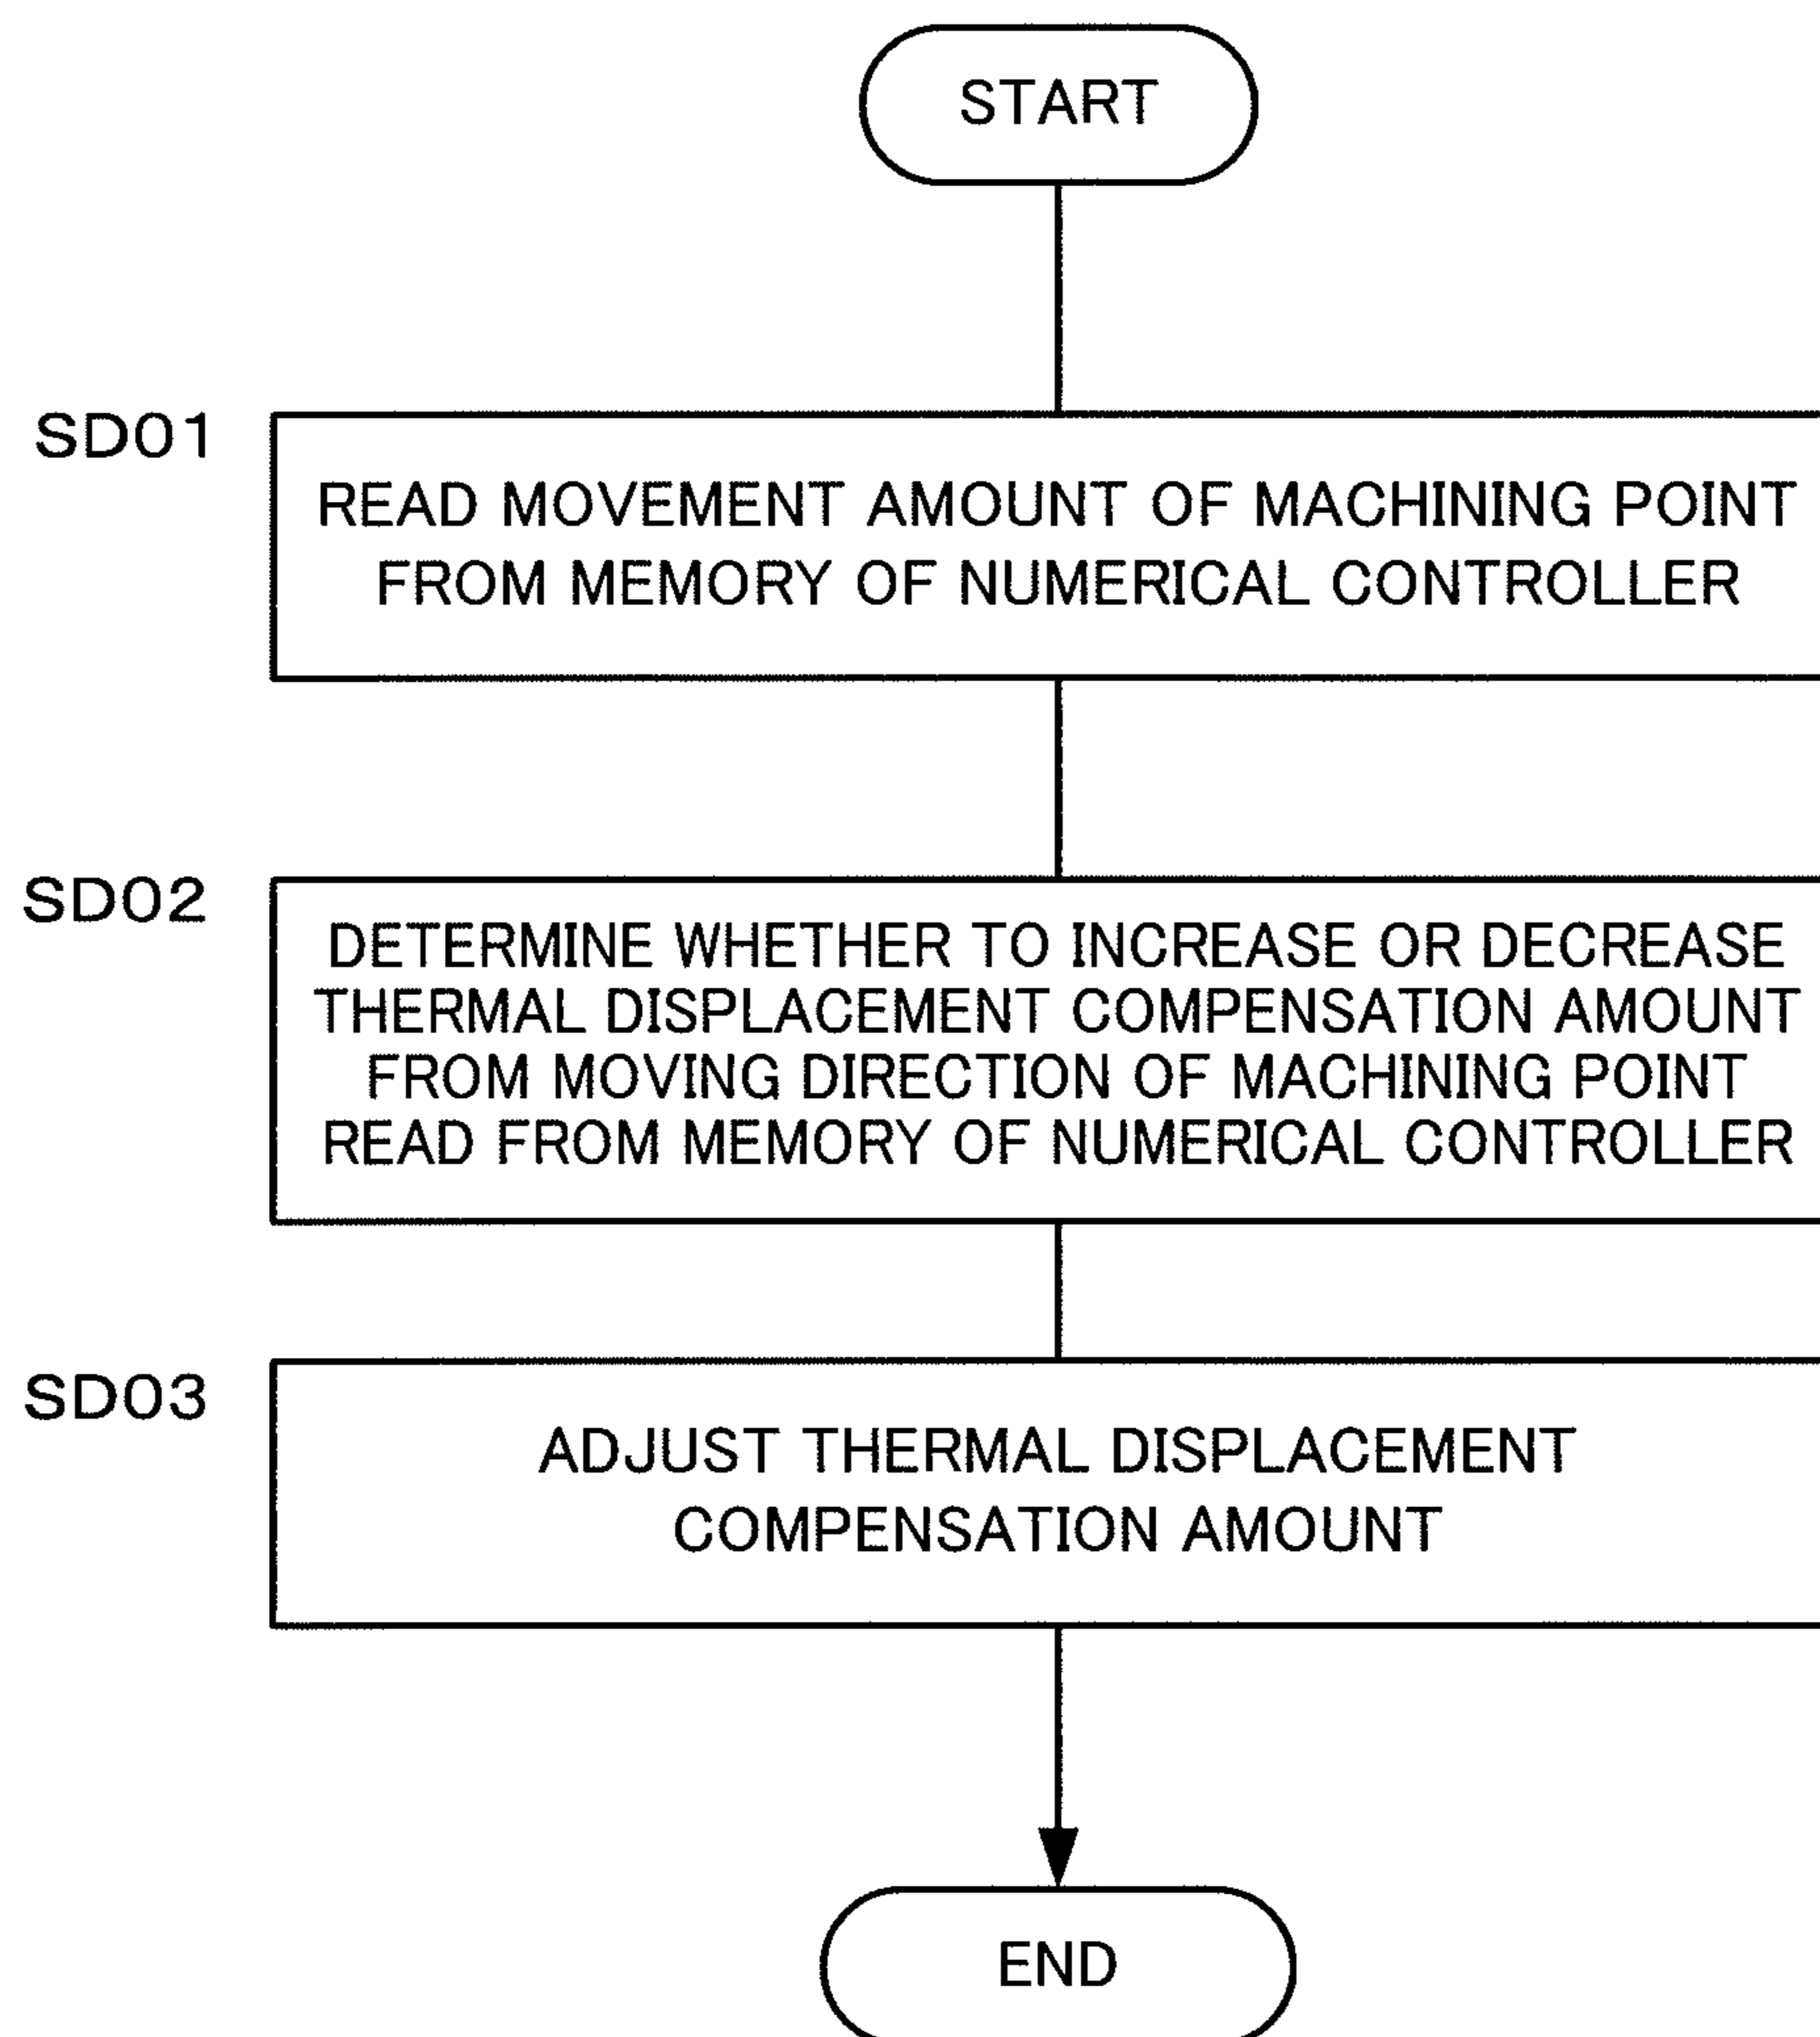 START
SD01
READ MOVEMENT AMOUNT OF MACHINING POINT
FROM MEMORY OF NUMERICAL CONTROLLER
SD02
DETERMINE WHETHER TO INCREASE OR DECREASE
THERMAL DISPLACEMENT COMPENSATION AMOUNT
FROM MOVING DIRECTION OF MACHINING POINT
READ FROM MEMORY OF NUMERICAL CONTROLLER
SD03
ADJUST THERMAL DISPLACEMENT
COMPENSATION AMOUNT
END